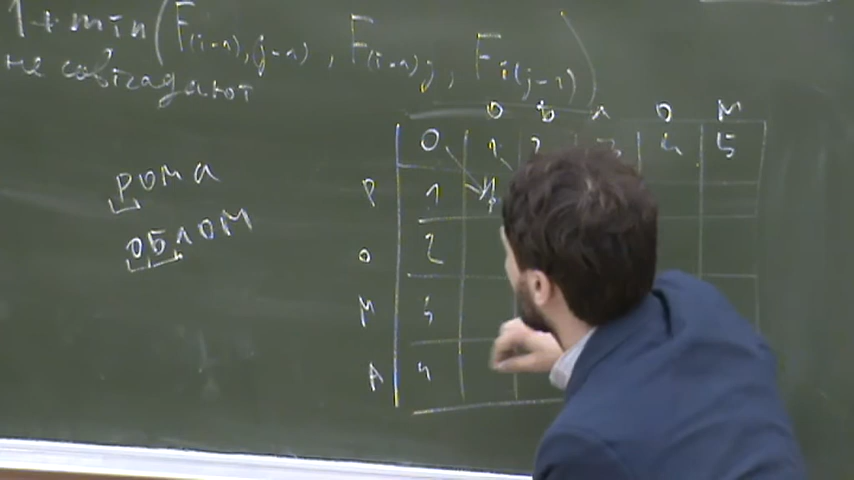 1 + min(F(i-1),(j-1), F(i-1)j, F i(j-1))
не совпадают
о б л о м
0 1 2 3 4 5
рома
Р 1 1
облом
о 2
М 3
А 4